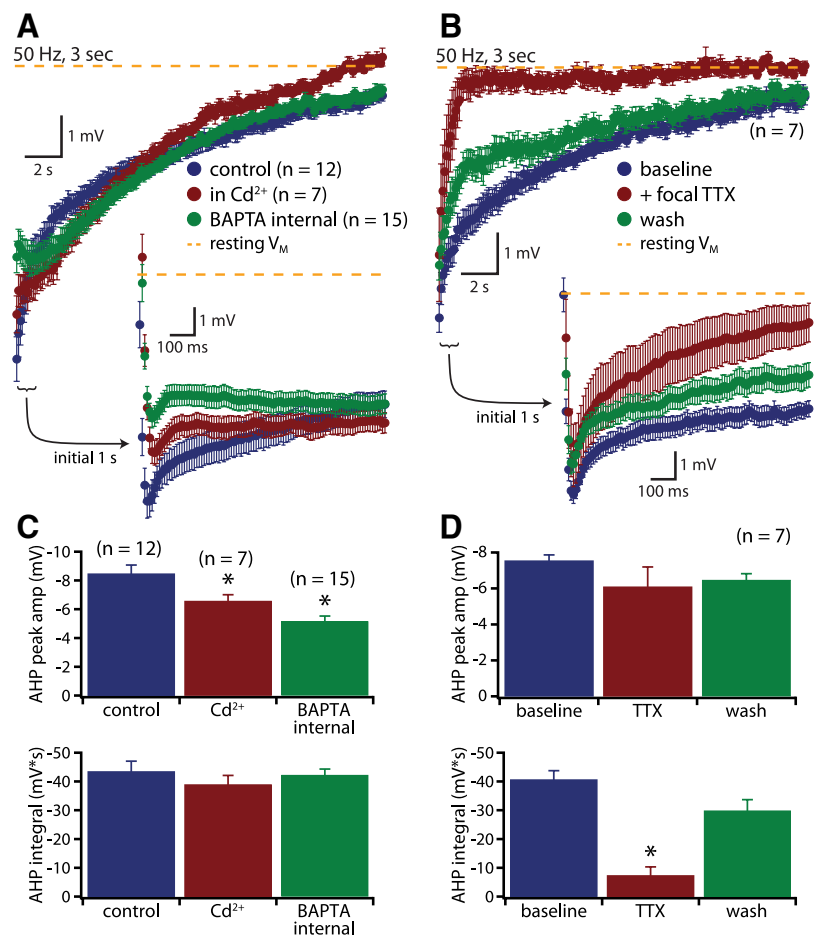 A
50 Hz, 3 sec
1 mV
2 s
control (n = 12)
in Cd²⁺ (n = 7)
BAPTA internal (n = 15)
resting V_M
1 mV
100 ms
initial 1 s
B
50 Hz, 3 sec
(n = 7)
baseline
+ focal TTX
wash
resting V_M
1 mV
2 s
initial 1 s
1 mV
100 ms
C
AHP peak amp (mV)
-10
-8
-6
-4
-2
0
(n = 12)
(n = 7)
*
(n = 15)
*
control
Cd²⁺
BAPTA
internal
AHP integral (mV*s)
-50
-40
-30
-20
-10
0
control
Cd²⁺
BAPTA
internal
D
(n = 7)
AHP peak amp (mV)
-8
-6
-4
-2
0
baseline
TTX
wash
AHP integral (mV*s)
-50
-40
-30
-20
-10
0
*
baseline
TTX
wash